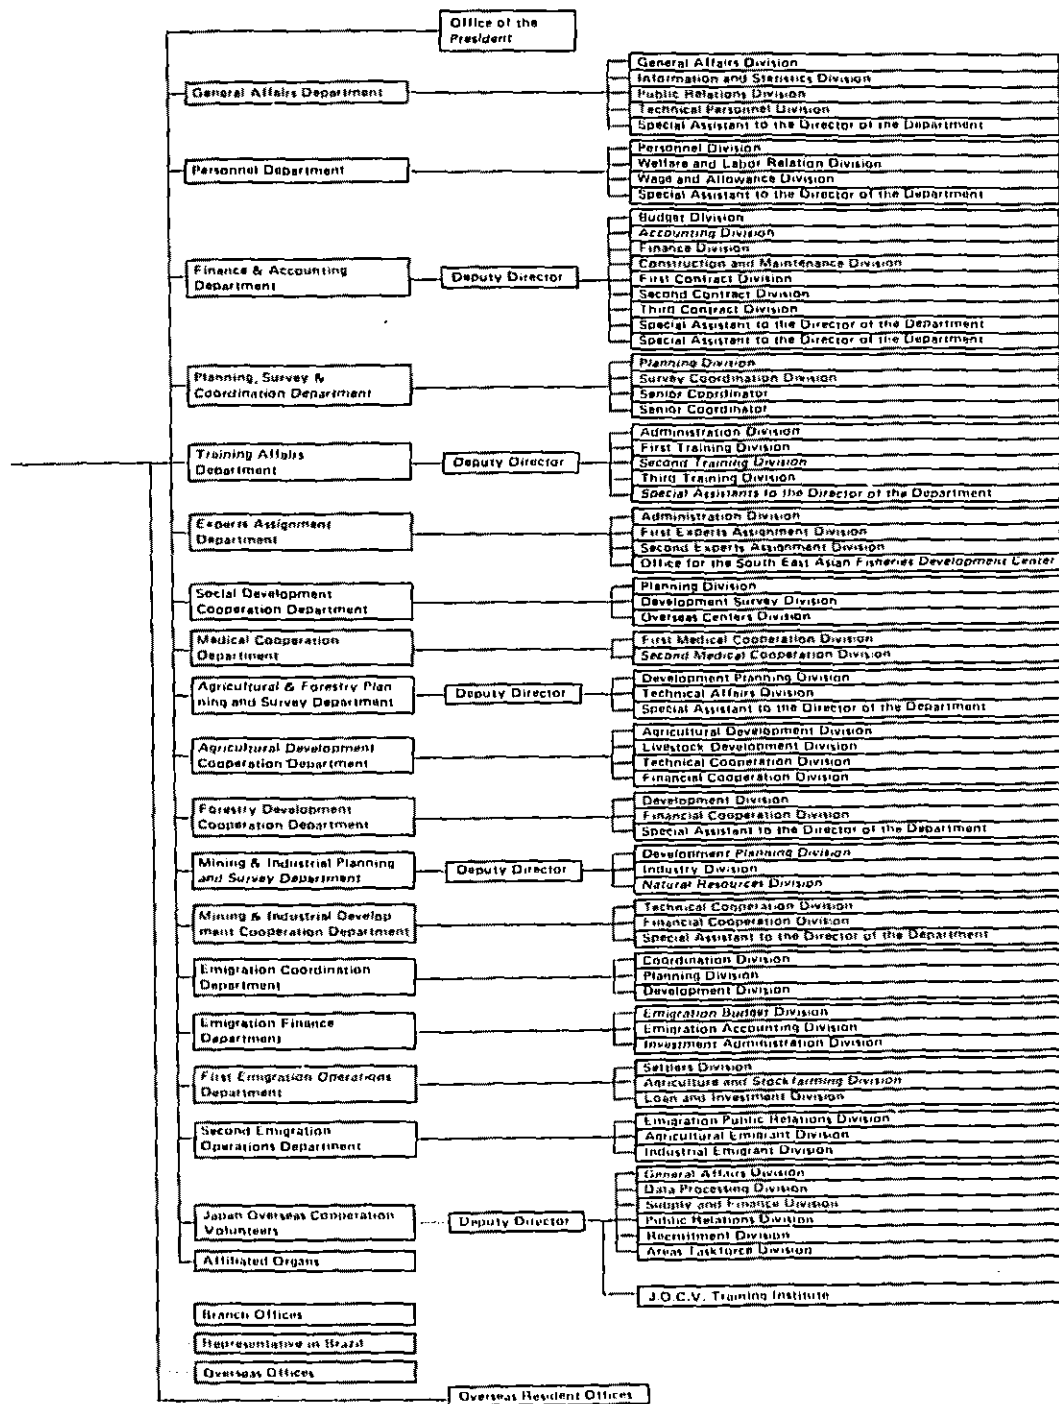 Office of the
President
General Affairs Department
General Affairs Division
Information and Statistics Division
Public Relations Division
Technical Personnel Division
Special Assistant to the Director of the Department
Personnel Department
Personnel Division
Welfare and Labor Relation Division
Wage and Allowance Division
Special Assistant to the Director of the Department
Finance & Accounting
Department
Deputy Director
Budget Division
Accounting Division
Finance Division
Construction and Maintenance Division
First Contract Division
Second Contract Division
Third Contract Division
Special Assistant to the Director of the Department
Special Assistant to the Director of the Department
Planning, Survey &
Coordination Department
Planning Division
Survey Coordination Division
Senior Coordinator
Senior Coordinator
Training Affairs
Department
Deputy Director
Administration Division
First Training Division
Second Training Division
Third Training Division
Special Assistants to the Director of the Department
Experts Assignment
Department
Administration Division
First Experts Assignment Division
Second Experts Assignment Division
Office for the South East Asian Fisheries Development Center
Social Development
Cooperation Department
Planning Division
Development Survey Division
Overseas Centers Division
Medical Cooperation
Department
First Medical Cooperation Division
Second Medical Cooperation Division
Agricultural & Forestry Plan
ning and Survey Department
Deputy Director
Development Planning Division
Technical Affairs Division
Special Assistant to the Director of the Department
Agricultural Development
Cooperation Department
Agricultural Development Division
Livestock Development Division
Technical Cooperation Division
Financial Cooperation Division
Forestry Development
Cooperation Department
Development Division
Financial Cooperation Division
Special Assistant to the Director of the Department
Mining & Industrial Planning
and Survey Department
Deputy Director
Development Planning Division
Industry Division
Natural Resources Division
Mining & Industrial Develop
ment Cooperation Department
Technical Cooperation Division
Financial Cooperation Division
Special Assistant to the Director of the Department
Emigration Coordination
Department
Coordination Division
Planning Division
Development Division
Emigration Finance
Department
Emigration Budget Division
Emigration Accounting Division
Investment Administration Division
First Emigration Operations
Department
Settlers Division
Agriculture and Stockfarming Division
Loan and Investment Division
Second Emigration
Operations Department
Emigration Public Relations Division
Agricultural Emigrant Division
Industrial Emigrant Division
Japan Overseas Cooperation
Volunteers
Deputy Director
General Affairs Division
Data Processing Division
Supply and Finance Division
Public Relations Division
Recruitment Division
Areas Taskforce Division
Affiliated Organs
J.O.C.V. Training Institute
Branch Offices
Representative in Brazil
Overseas Offices
Overseas Resident Offices